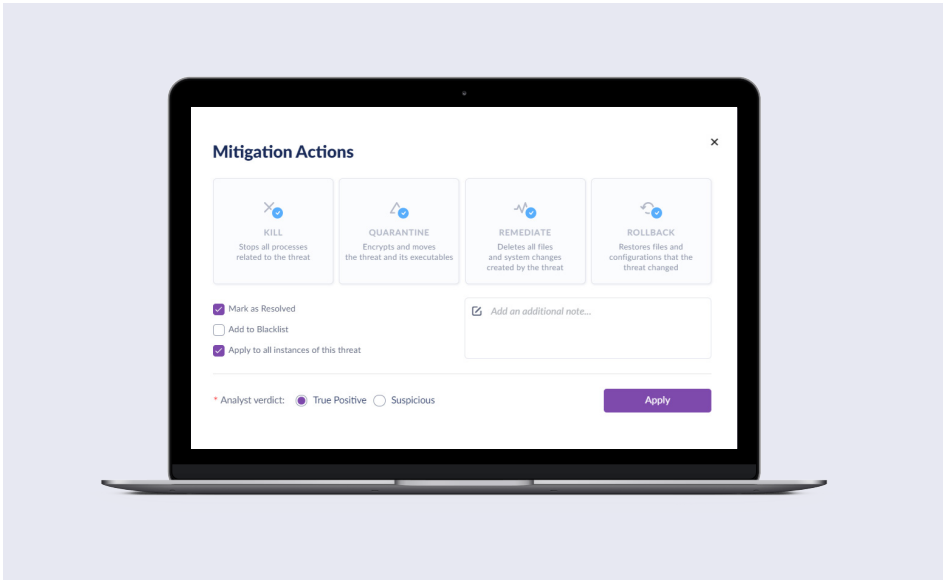 Mitigation Actions
KILL
Stops all processes
related to the threat
QUARANTINE
Encrypts and moves
the threat and its executables
REMEDIATE
Deletes all files
and system changes
created by the threat
ROLLBACK
Restores files and
configurations that the
threat changed
Mark as Resolved
Add to Blacklist
Apply to all instances of this threat
Add an additional note...
* Analyst verdict: True Positive Suspicious
Apply